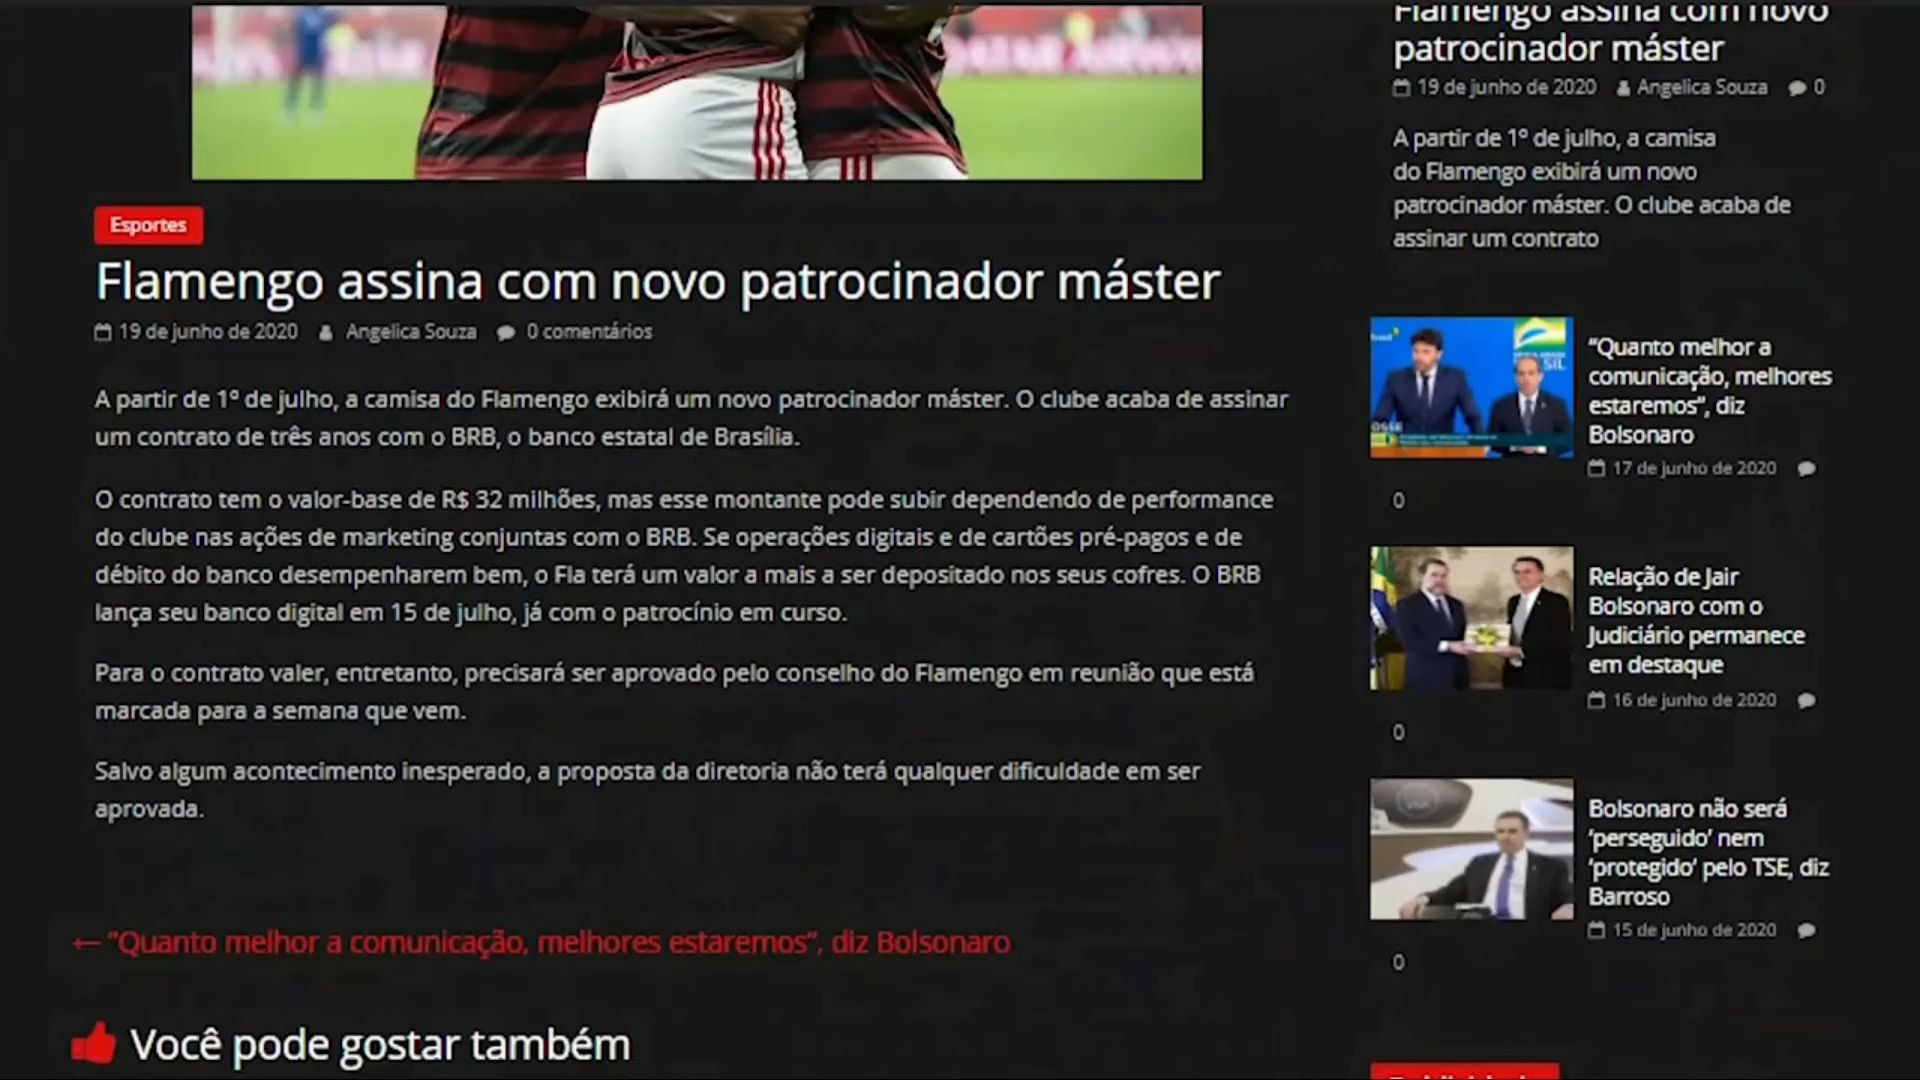 Esportes
Flamengo assina com novo patrocinador máster
19 de junho de 2020 Angelica Souza 0 comentários
A partir de 1º de julho, a camisa do Flamengo exibirá um novo patrocinador máster. O clube acaba de assinar
um contrato de três anos com o BRB, o banco estatal de Brasília.
O contrato tem o valor-base de R$ 32 milhões, mas esse montante pode subir dependendo de performance
do clube nas ações de marketing conjuntas com o BRB. Se operações digitais e de cartões pré-pagos e de
débito do banco desempenharem bem, o Fla terá um valor a mais a ser depositado nos seus cofres. O BRB
lança seu banco digital em 15 de julho, já com o patrocínio em curso.
Para o contrato valer, entretanto, precisará ser aprovado pelo conselho do Flamengo em reunião que está
marcada para a semana que vem.
Salvo algum acontecimento inesperado, a proposta da diretoria não terá qualquer dificuldade em ser
aprovada.
← “Quanto melhor a comunicação, melhores estaremos”, diz Bolsonaro
Você pode gostar também
Flamengo assina com novo
patrocinador máster
19 de junho de 2020 Angelica Souza 0
A partir de 1º de julho, a camisa
do Flamengo exibirá um novo
patrocinador máster. O clube acaba de
assinar um contrato
“Quanto melhor a
comunicação, melhores
estaremos”, diz
Bolsonaro
17 de junho de 2020
0
Relação de Jair
Bolsonaro com o
Judiciário permanece
em destaque
16 de junho de 2020
0
Bolsonaro não será
‘perseguido’ nem
‘protegido’ pelo TSE, diz
Barroso
15 de junho de 2020
0